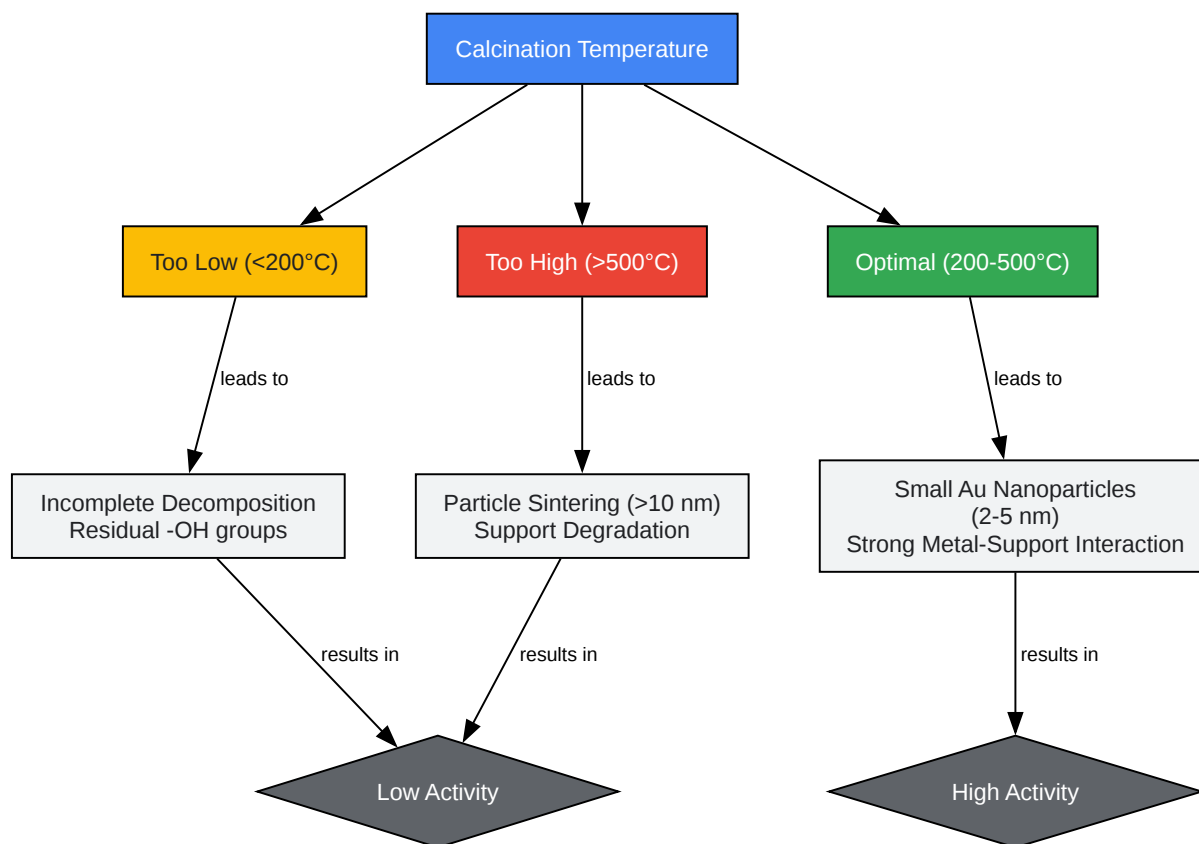 Calcination Temperature
Too Low (<200°C)
Too High (>500°C)
Optimal (200-500°C)
leads to
leads to
leads to
Incomplete Decomposition
Residual -OH groups
Particle Sintering (>10 nm)
Support Degradation
Small Au Nanoparticles
(2-5 nm)
Strong Metal-Support Interaction
results in
results in
results in
Low Activity
High Activity